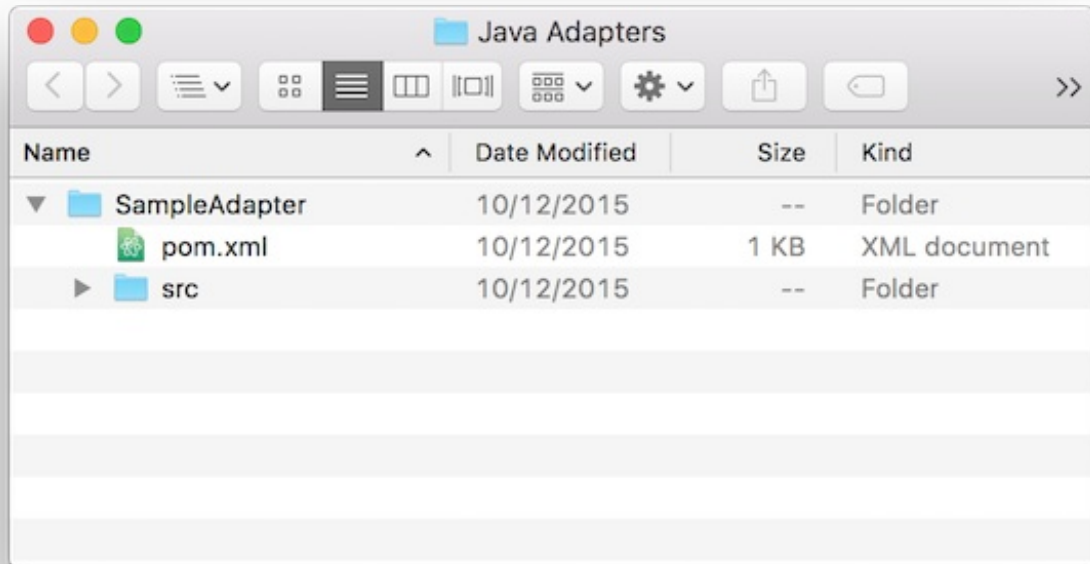 Java Adapters
Name Date Modified Size Kind
SampleAdapter 10/12/2015 -- Folder
pom.xml 10/12/2015 1 KB XML document
src 10/12/2015 -- Folder